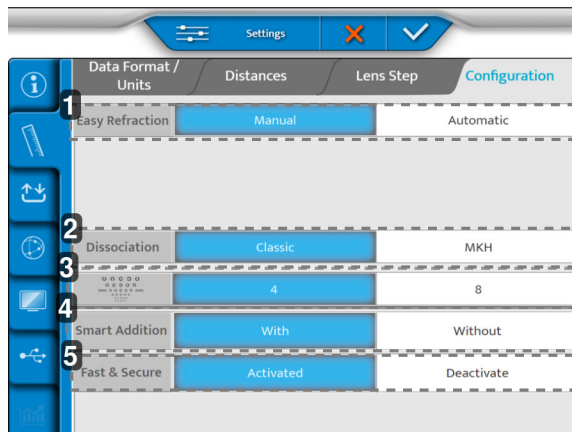 Settings
Data Format /
Units
Distances
Lens Step
Configuration
1
Easy Refraction
Manual
Automatic
2
Dissociation
Classic
MKH
3
4
8
4
Smart Addition
With
Without
5
Fast & Secure
Activated
Deactivate